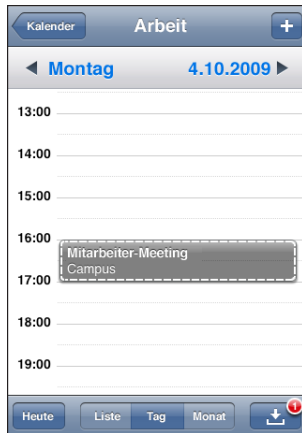 Kalender Arbeit +
Montag 4.10.2009
13:00
14:00
15:00
16:00
Mitarbeiter-Meeting
Campus
17:00
18:00
19:00
Heute Liste Tag Monat 1